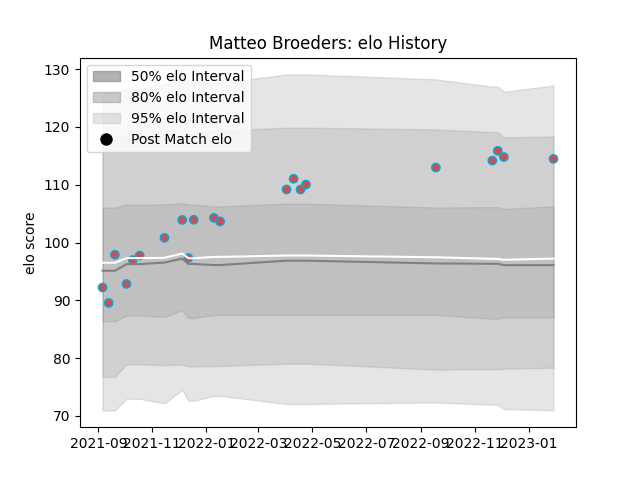 Matteo Broeders: elo History
50% elo Interval
80% elo Interval
95% elo Interval
Post Match elo
elo score
130
120
110
100
90
80
70
2021-09 2021-11 2022-01 2022-03 2022-05 2022-07 2022-09 2022-11 2023-01